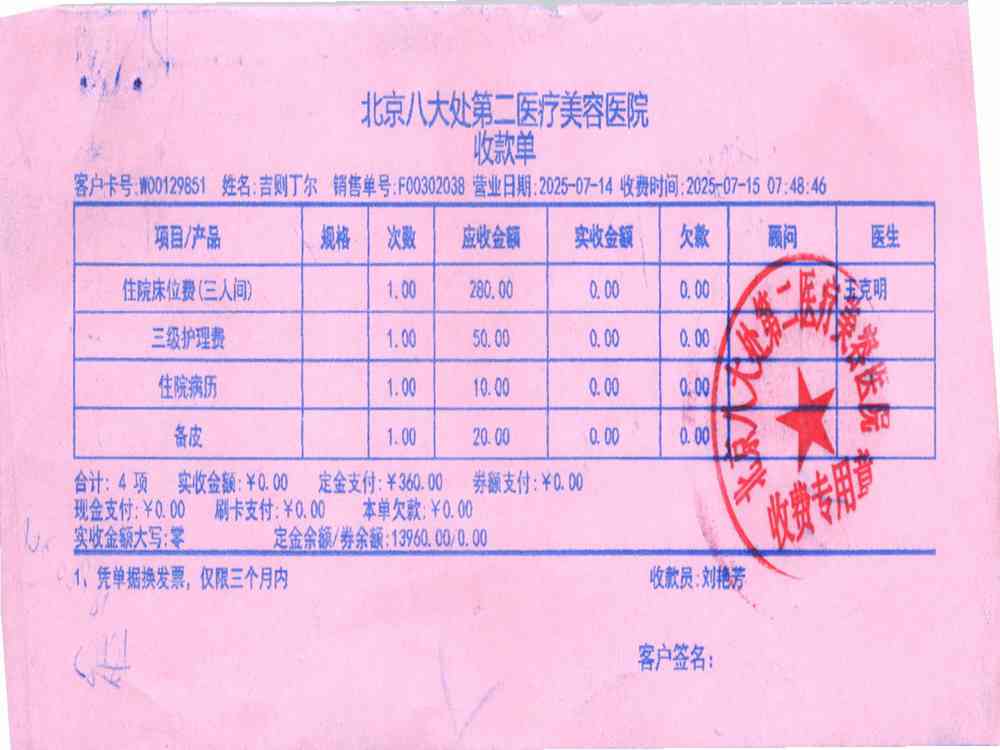 北京八大处第二医疗美容医院
收款单
客户卡号:W00129851 姓名:吉则丁尔 销售单号:F00302038 营业日期:2025-07-14 收费时间:2025-07-15 07:48:46
项目/产品 规格 次数 应收金额 实收金额 欠款 顾问 医生
住院床位费(三人间) 1.00 280.00 0.00 0.00 王克明
三级护理费 1.00 50.00 0.00 0.00
住院病历 1.00 10.00 0.00 0.00
备皮 1.00 20.00 0.00 0.00
北京八大处第二医疗美容医院
收费专用章
合计: 4 项 实收金额:¥0.00 定金支付:¥360.00 券额支付:¥0.00
现金支付:¥0.00 刷卡支付:¥0.00 本单欠款:¥0.00
实收金额大写:零 定金余额/券余额:13960.00/0.00
1、凭单据换发票，仅限三个月内 收款员:刘艳芳
客户签名: